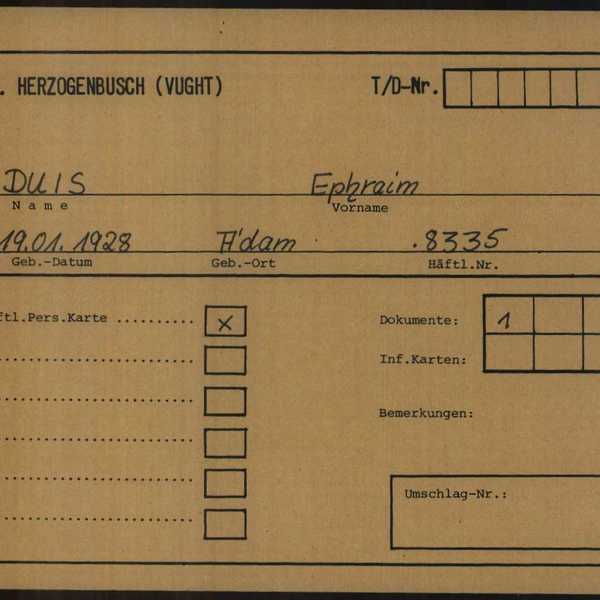 . HERZOGENBUSCH (VUGHT) T/D-Nr.
DUIS Ephraim
Name Vorname
19.01.1928 A'dam .8335
Geb.-Datum Geb.-Ort Häftl.Nr.
ftl.Pers.Karte .......... x Dokumente: 1
Inf.Karten:
Bemerkungen:
Umschlag-Nr.: